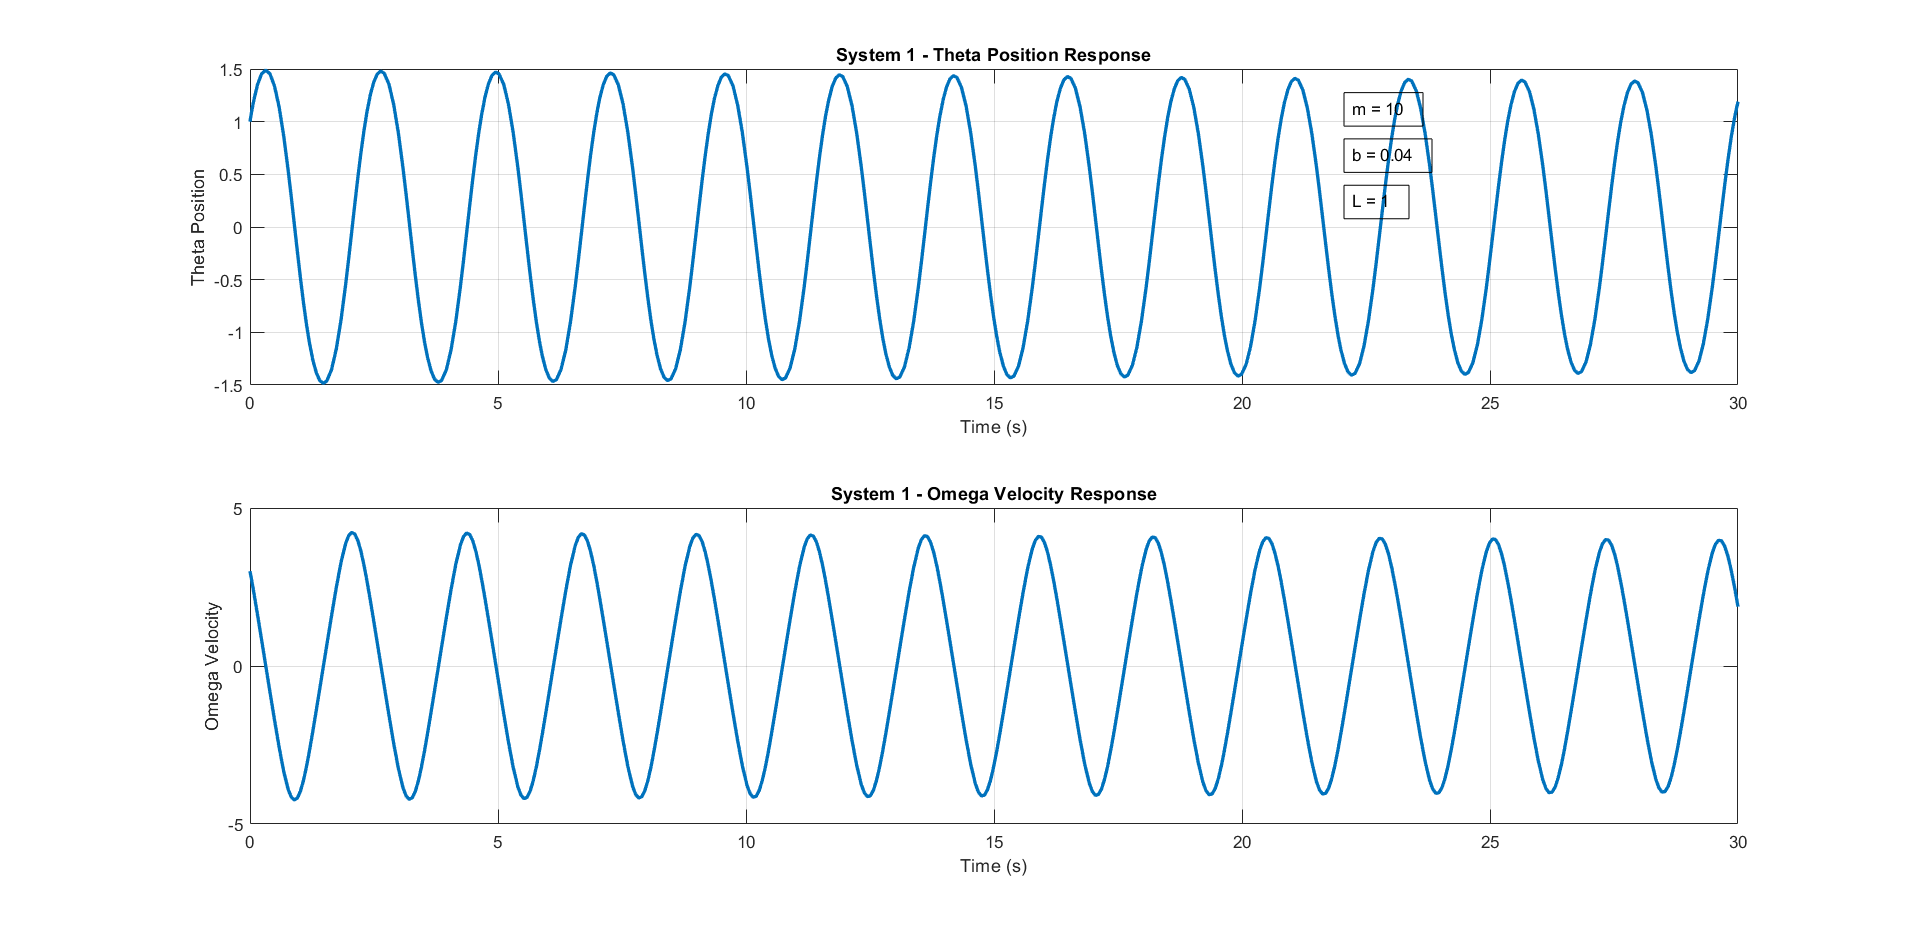 System 1 - Theta Position Response
1.5
1
0.5
0
-0.5
-1
-1.5
Theta Position
m = 10
b = 0.04
L = 1
0 5 10 15 20 25 30
Time (s)
System 1 - Omega Velocity Response
5
0
-5
Omega Velocity
0 5 10 15 20 25 30
Time (s)